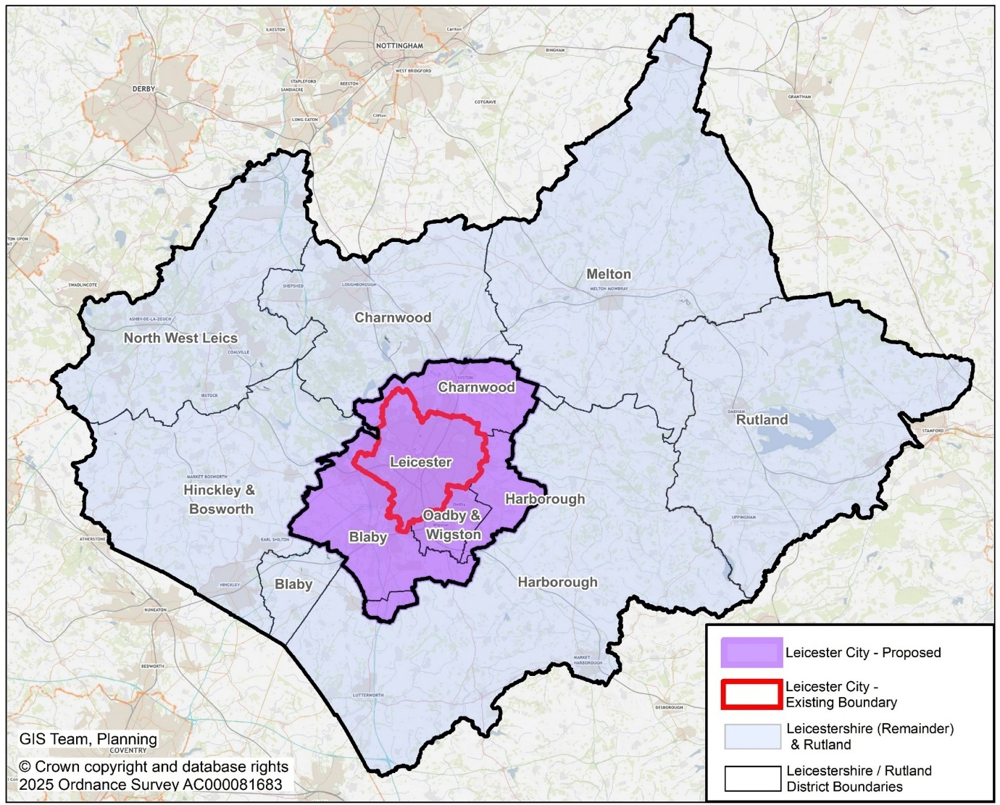 ILKESTON
Carlton
NOTTINGHAM
BINGHAM
WEST BRIDGFORD
STAPLEFORD
SANDIACRE
BEESTON
DERBY
GRANTHAM
COTGRAVE
LONG EATON
Clifton
TON UPON
NT
SWADLINCOTE
SHEPSHED
LOUGHBOROUGH
Melton
MELTON MOWBRAY
ASHBY-DE-LA-ZOUCH
Charnwood
North West Leics
COALVILLE
SYSTON
Charnwood
IBSTOCK
OAKHAM
Rutland
STAMFORD
Leicester
MARKET BOSWORTH
Hinckley &
Bosworth
Harborough
Oadby
Oadby &
Wigston
Wigston
UPPINGHAM
ATHERSTONE
EARL SHILTON
Blaby
Blaby
HINCKLEY
Harborough
NUNEATON
MARKET
HARBOROUGH
BEDWORTH
LUTTERWORTH
DESBOROUGH
COVENTRY
GIS Team, Planning
© Crown copyright and database rights
2025 Ordnance Survey AC000081683
Leicester City - Proposed
Leicester City -
Existing Boundary
Leicestershire (Remainder)
& Rutland
Leicestershire / Rutland
District Boundaries